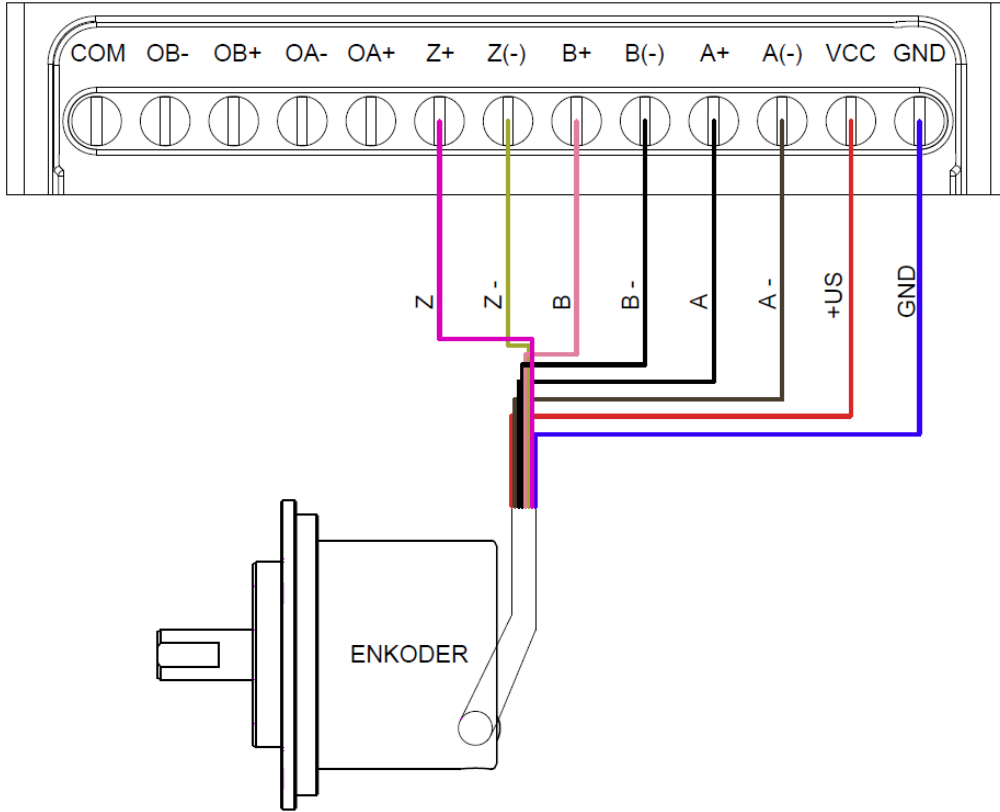 COM OB- OB+ OA- OA+ Z+ Z(-) B+ B(-) A+ A(-) VCC GND
Z Z - B B - A A - +US GND
ENKODER